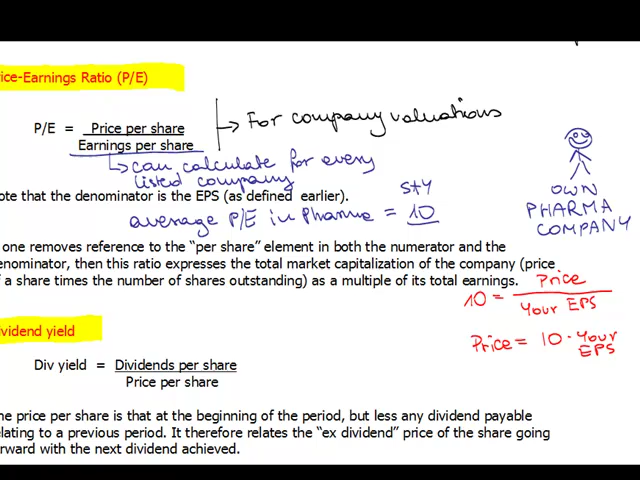 ice-Earnings Ratio (P/E)
P/E = Price per share
Earnings per share
For company valuations
can calculate for every
listed company
ote that the denominator is the EPS (as defined earlier).
average P/E in Pharma = 10
say
OWN
PHARMA
COMPANY
one removes reference to the "per share" element in both the numerator and the
enominator, then this ratio expresses the total market capitalization of the company (price
f a share times the number of shares outstanding) as a multiple of its total earnings.
10 = Price
Your EPS
Price = 10 · Your
EPS
ividend yield
Div yield = Dividends per share
Price per share
he price per share is that at the beginning of the period, but less any dividend payable
lating to a previous period. It therefore relates the "ex dividend" price of the share going
rward with the next dividend achieved.